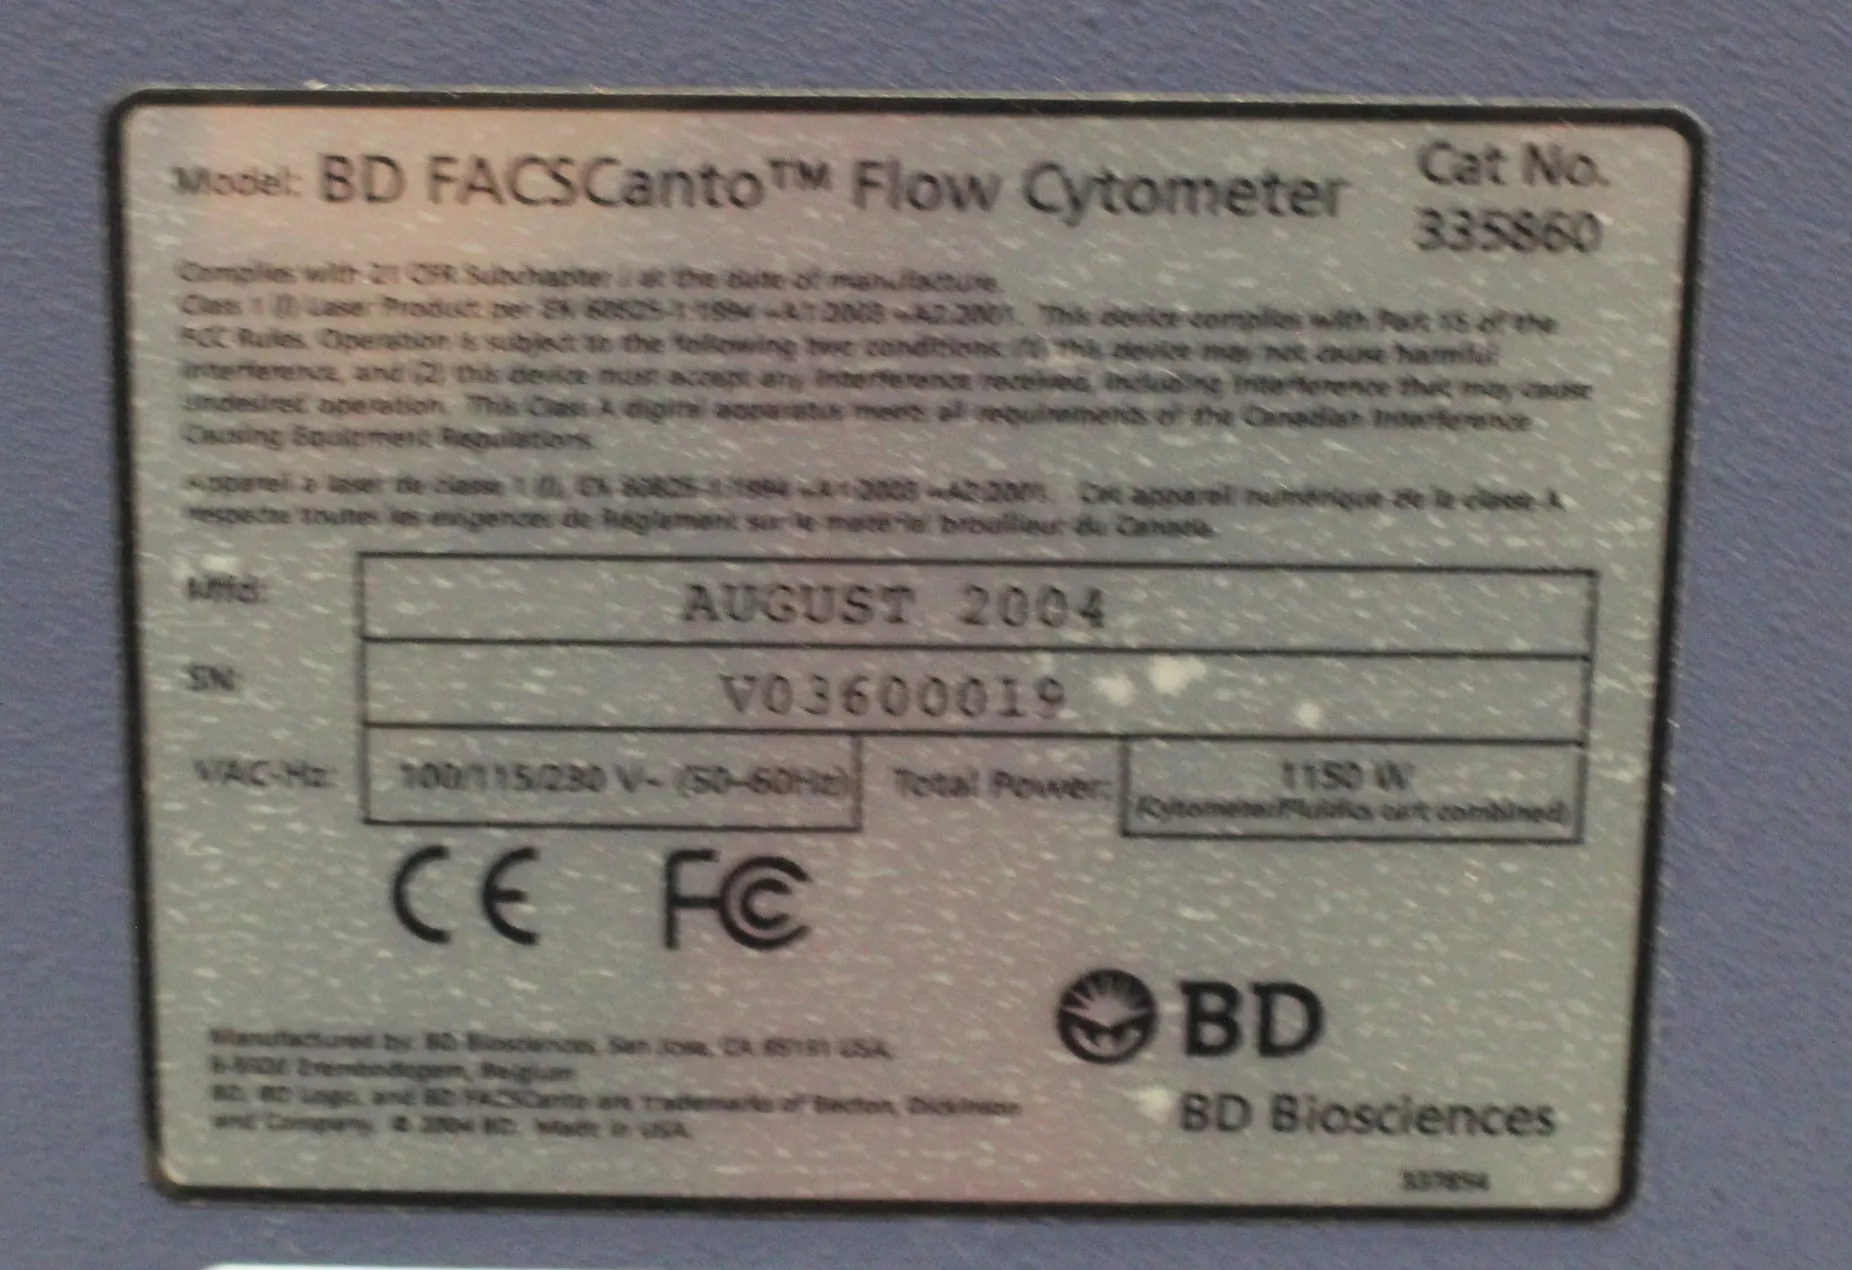 Model: BD FACSCanto™ Flow Cytometer
Cat No.
335860
Complies with 21 CFR Subchapter J at the date of manufacture.
Class 1 (I) Laser Product per EN 60825-1:1994 +A1:2003 +A2:2001. This device complies with Part 15 of the
FCC Rules. Operation is subject to the following two conditions: (1) this device may not cause harmful
interference, and (2) this device must accept any interference received, including interference that may cause
undesired operation. This Class A digital apparatus meets all requirements of the Canadian Interference
Causing Equipment Regulations.
Appareil à laser de classe 1 (I), EN 60825-1:1994 +A1:2003 +A2:2001. Cet appareil numérique de la classe A
respecte toutes les exigences de Règlement sur le matériel brouilleur du Canada.
Mfd: AUGUST 2004
SN: V03600019
VAC-Hz: 100/115/230 V~ (50-60Hz) Total Power: 1150 W
(Cytometer/Fluidics cart combined)
CE FC
BD
Manufactured by: BD Biosciences, San Jose, CA 95131 USA,
Erembodegem, Belgium
BD, BD Logo, and BD FACSCanto are trademarks of Becton, Dickinson
and Company. © 2004 BD. Made in USA.
BD Biosciences
337894